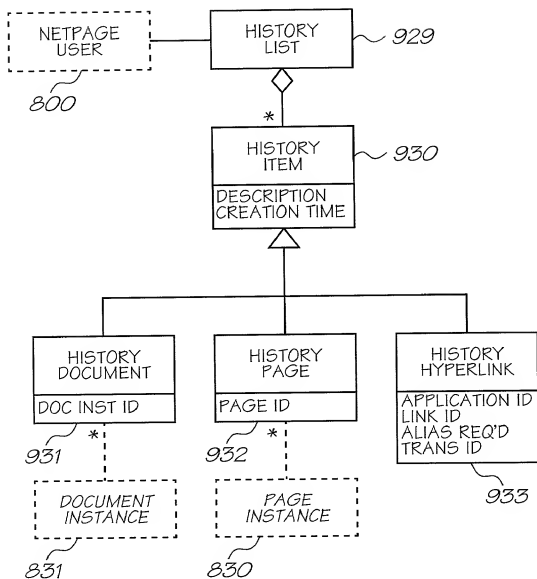 NETPAGE
USER
800
HISTORY
LIST
929
*
HISTORY
ITEM
930
DESCRIPTION
CREATION TIME
HISTORY
DOCUMENT
DOC INST ID
931
*
DOCUMENT
INSTANCE
831
HISTORY
PAGE
PAGE ID
932
*
PAGE
INSTANCE
830
HISTORY
HYPERLINK
APPLICATION ID
LINK ID
ALIAS REQ'D
TRANS ID
933